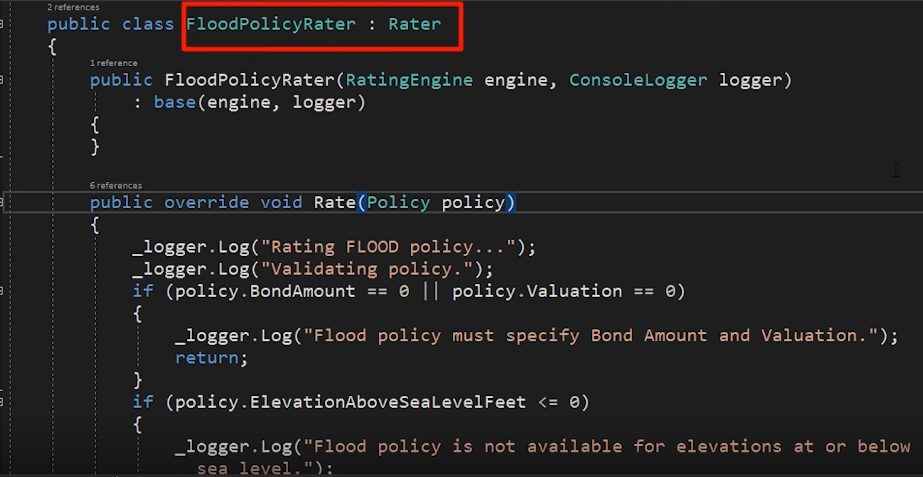 2 references
public class FloodPolicyRater : Rater
{
1 reference
public FloodPolicyRater(RatingEngine engine, ConsoleLogger logger)
: base(engine, logger)
{
}
6 references
public override void Rate(Policy policy)
{
_logger.Log("Rating FLOOD policy...");
_logger.Log("Validating policy.");
if (policy.BondAmount == 0 || policy.Valuation == 0)
{
_logger.Log("Flood policy must specify Bond Amount and Valuation.");
return;
}
if (policy.ElevationAboveSeaLevelFeet <= 0)
{
_logger.Log("Flood policy is not available for elevations at or below
sea level.");